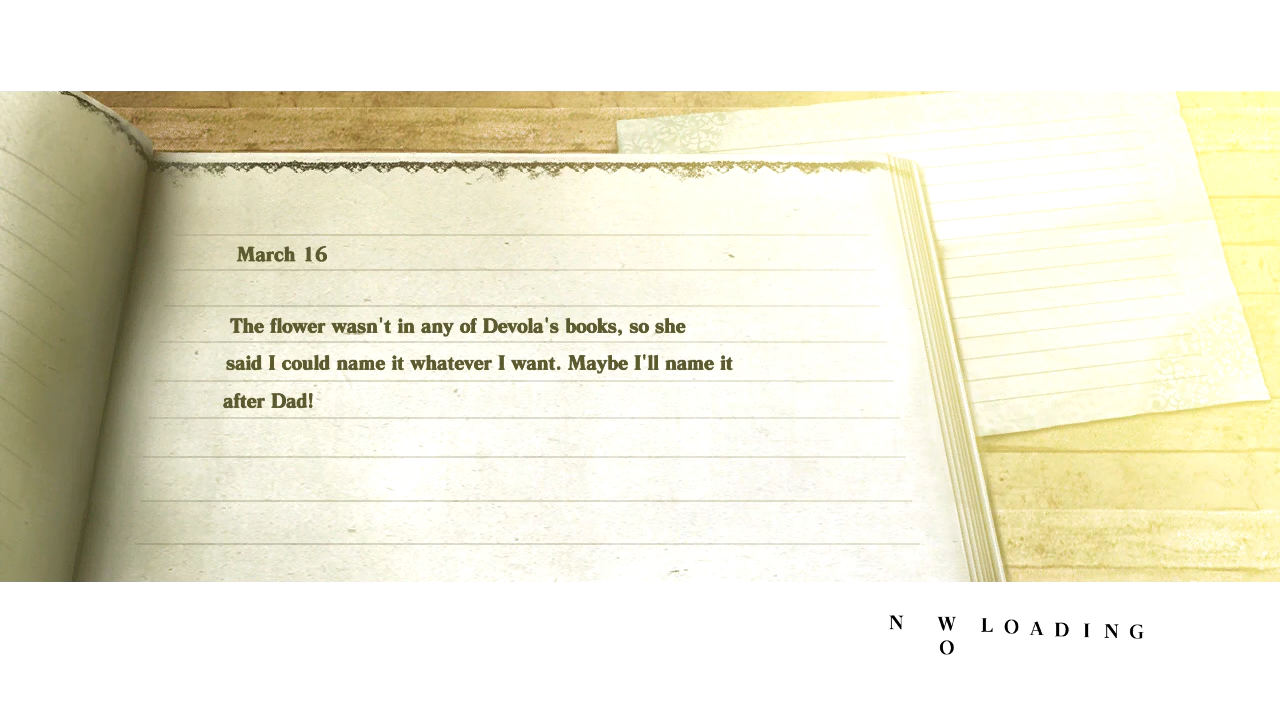 March 16
The flower wasn't in any of Devola's books, so she
said I could name it whatever I want. Maybe I'll name it
after Dad!
NOW LOADING